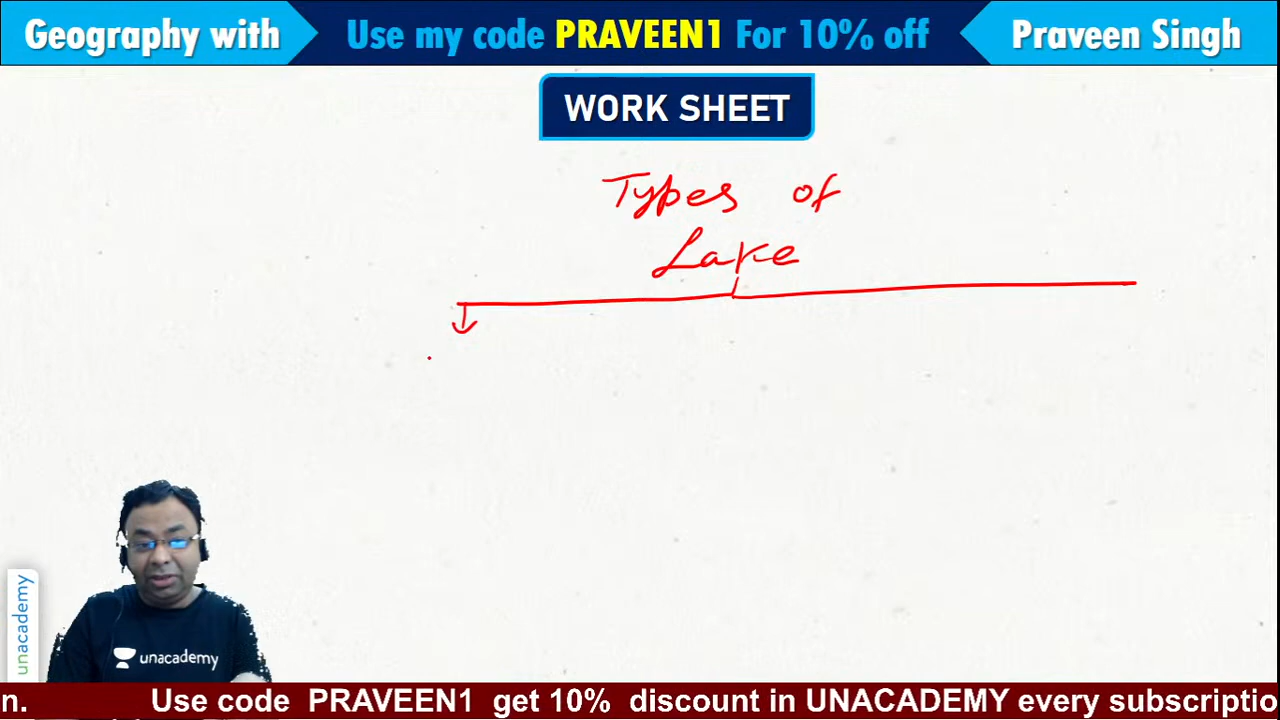 Geography with
Use my code PRAVEEN1 For 10% off
Praveen Singh
WORK SHEET
Types of
Lake
unacademy
unacademy
n. Use code PRAVEEN1 get 10% discount in UNACADEMY every subscriptio